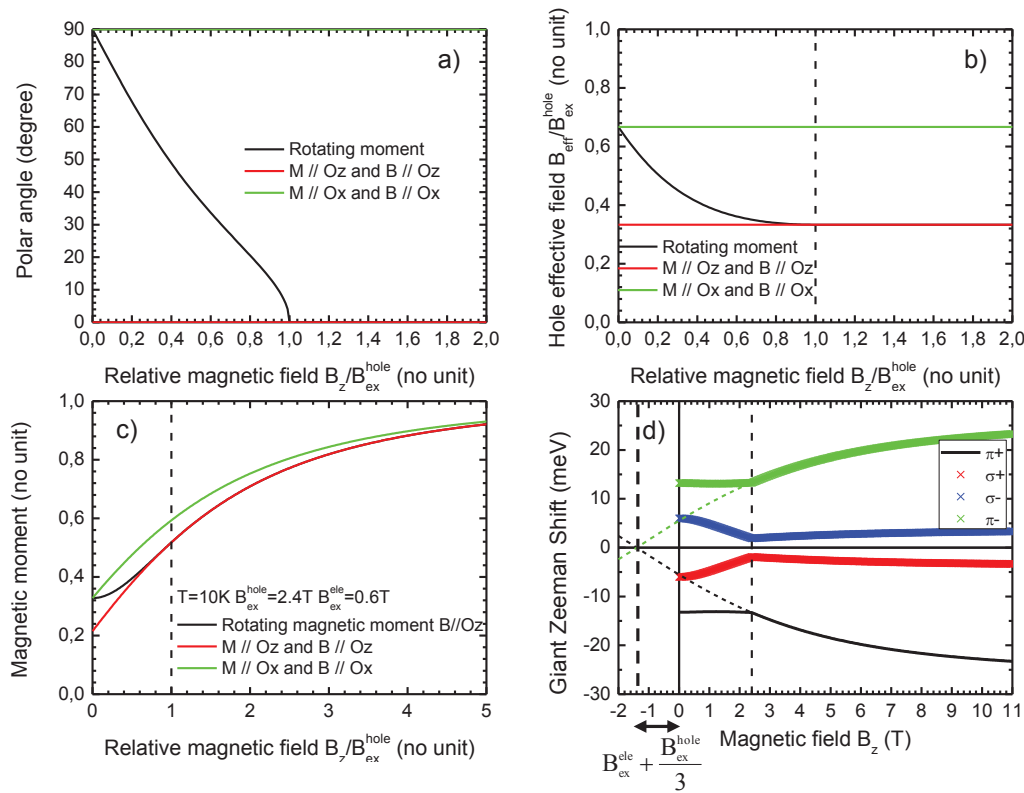 90
80
70
60
50
40
30
20
10
0
0,0 0,2 0,4 0,6 0,8 1,0 1,2 1,4 1,6 1,8 2,0
Polar angle (degree)
a)
Rotating moment
M // Oz and B // Oz
M // Ox and B // Ox
Relative magnetic field B_z/B_ex^hole (no unit)
1,0
0,8
0,6
0,4
0,2
0,0
0,0 0,2 0,4 0,6 0,8 1,0 1,2 1,4 1,6 1,8 2,0
Hole effective field B_eff/B_ex^hole (no unit)
b)
Rotating moment
M // Oz and B // Oz
M // Ox and B // Ox
Relative magnetic field B_z/B_ex^hole (no unit)
1,0
0,8
0,6
0,4
0,2
0,0
0 1 2 3 4 5
Magnetic moment (no unit)
c)
T=10K B_ex^hole=2.4T B_ex^ele=0.6T
Rotating magnetic moment B//Oz
M // Oz and B // Oz
M // Ox and B // Ox
Relative magnetic field B_z/B_ex^hole (no unit)
30
20
10
0
-10
-20
-30
-2 -1 0 1 2 3 4 5 6 7 8 9 10 11
Giant Zeeman Shift (meV)
d)
π+
σ+
σ-
π-
Magnetic field B_z (T)
B_ex^ele + B_ex^hole/3